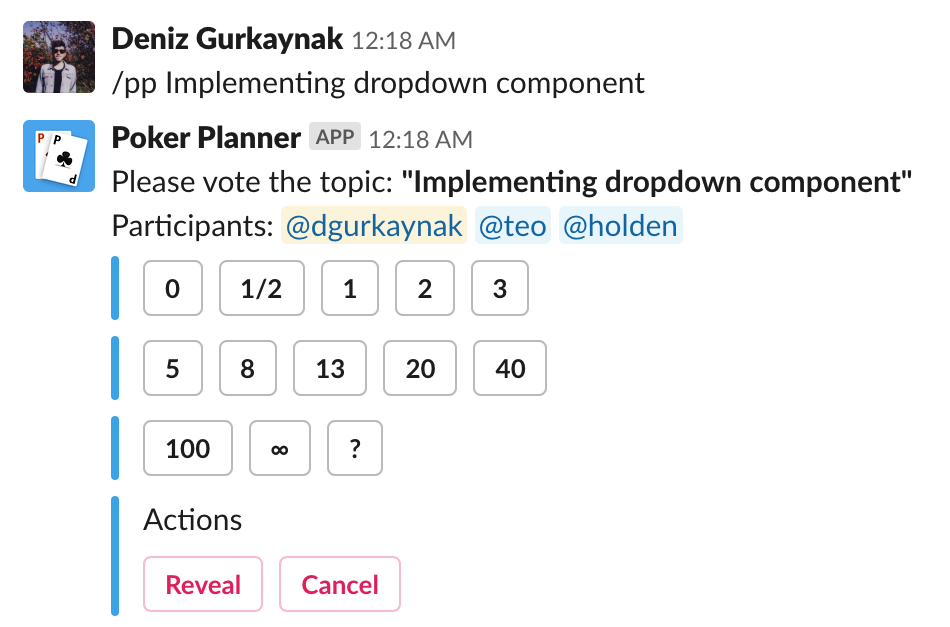 Deniz Gurkaynak 12:18 AM
/pp Implementing dropdown component
P P
P
Poker Planner APP 12:18 AM
Please vote the topic: "Implementing dropdown component"
Participants: @dgurkaynak @teo @holden
0 1/2 1 2 3
5 8 13 20 40
100 ∞ ?
Actions
Reveal Cancel